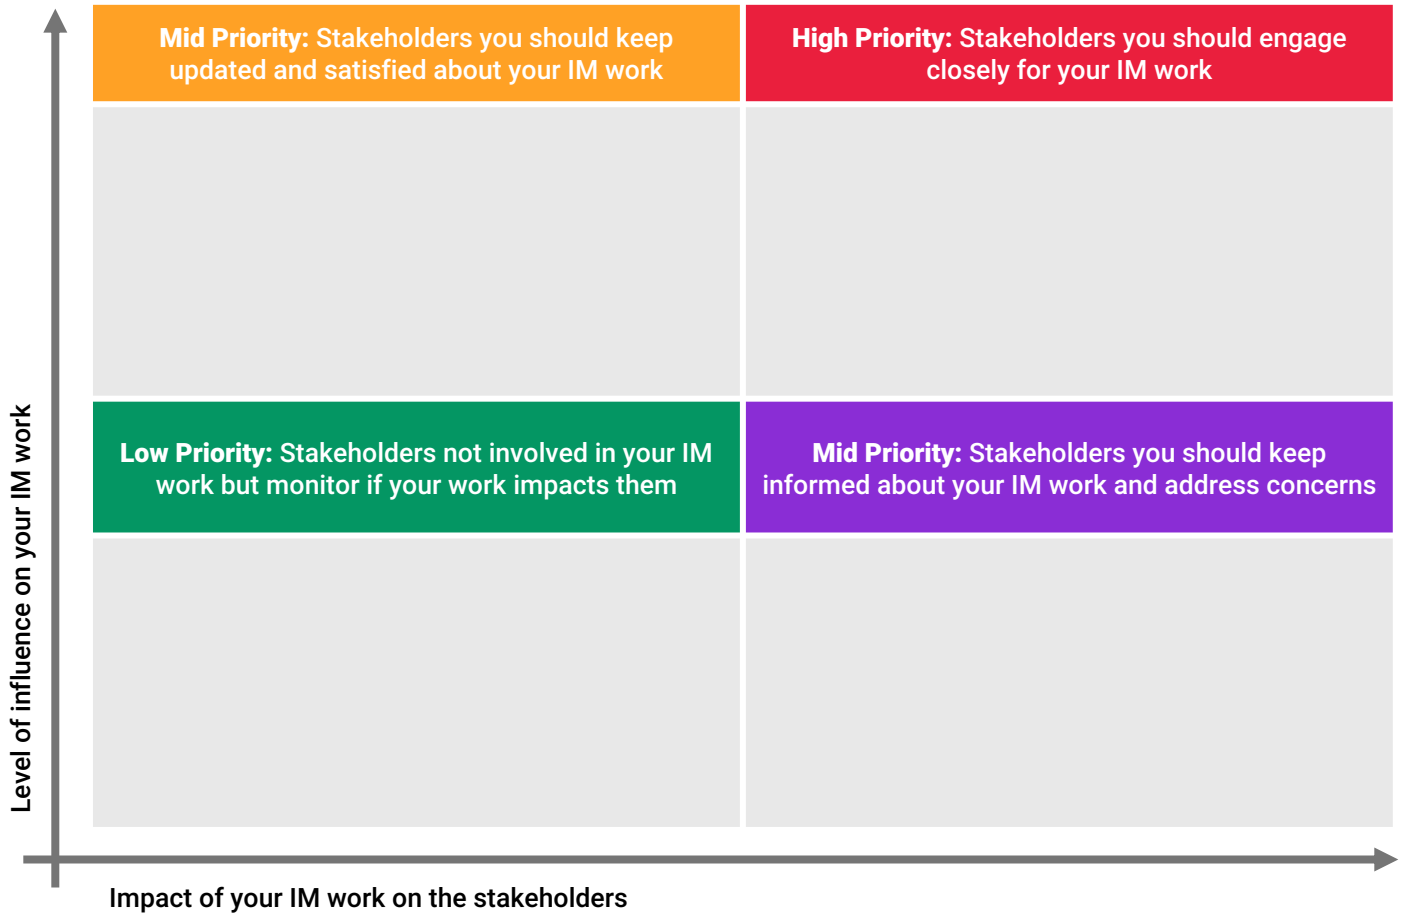 Mid Priority: Stakeholders you should keep
updated and satisfied about your IM work
High Priority: Stakeholders you should engage
closely for your IM work
Low Priority: Stakeholders not involved in your IM
work but monitor if your work impacts them
Mid Priority: Stakeholders you should keep
informed about your IM work and address concerns
Level of influence on your IM work
Impact of your IM work on the stakeholders